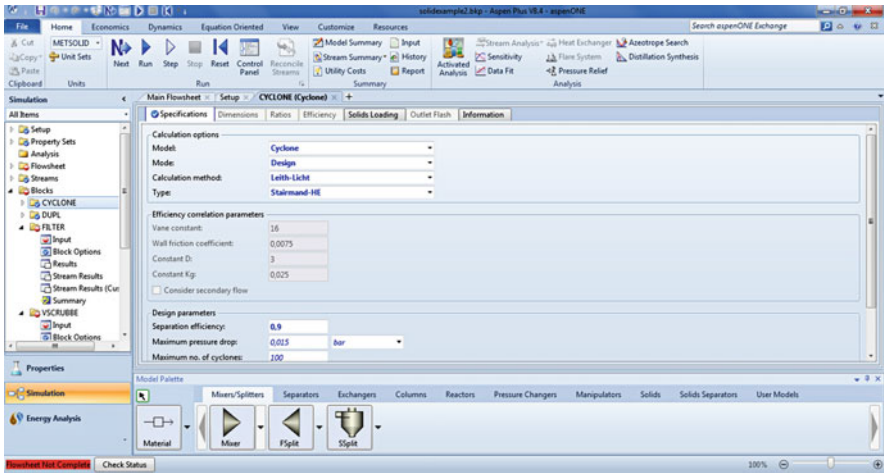 solidexample2.bkp - Aspen Plus V8.4 - aspenONE
File Home Economics Dynamics Equation Oriented View Customize Resources Search aspenONE Exchange
Cut METSOLID Model Summary Input Stream Analysis Heat Exchanger Azeotrope Search
Copy Unit Sets Stream Summary History Sensitivity Flare System Distillation Synthesis
Paste Next Run Step Stop Reset Control Panel Reconcile Streams Utility Costs Report Activated Analysis Data Fit Pressure Relief
Clipboard Units Run Summary Analysis
Simulation Main Flowsheet Setup CYCLONE (Cyclone) +
All Items Specifications Dimensions Ratios Efficiency Solids Loading Outlet Flash Information
Setup
Property Sets
Analysis
Flowsheet
Streams
Blocks
CYCLONE
DUPL
FILTER
Input
Block Options
Results
Stream Results
Stream Results (Cus
Summary
VSCRUBBE
Input
Block Options
Calculation options
Model: Cyclone
Mode: Design
Calculation method: Leith-Licht
Type: Stairmand-HE
Efficiency correlation parameters
Vane constant: 16
Wall friction coefficient: 0,0075
Constant D: 3
Constant Kg: 0,025
Consider secondary flow
Design parameters
Separation efficiency: 0,9
Maximum pressure drop: 0,015 bar
Maximum no. of cyclones: 100
Properties
Simulation
Energy Analysis
Model Palette
Mixers/Splitters Separators Exchangers Columns Reactors Pressure Changers Manipulators Solids Solids Separators User Models
Material Mixer FSplit SSplit
Flowsheet Not Complete Check Status 100%